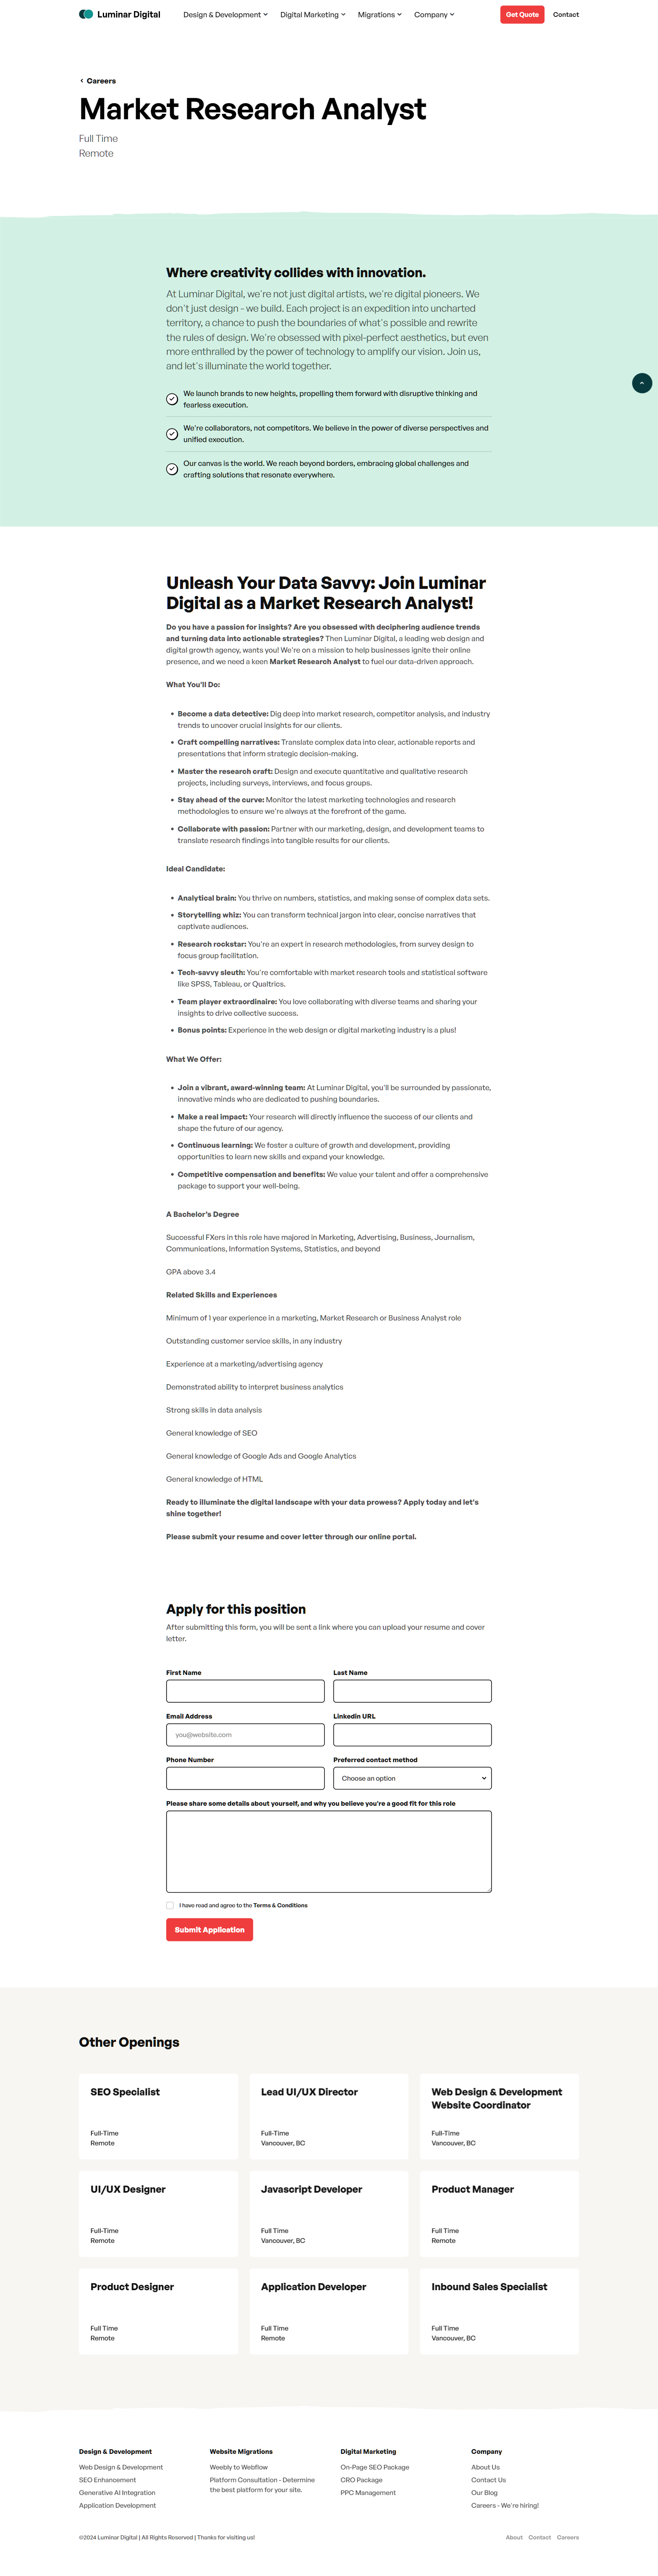 Luminar Digital
Design & Development
Digital Marketing
Migrations
Company
Get Quote
Contact
Careers
Market Research Analyst
Full Time
Remote
Where creativity collides with innovation.
At Luminar Digital, we're not just digital artists, we're digital pioneers. We
don't just design - we build. Each project is an expedition into uncharted
territory, a chance to push the boundaries of what's possible and rewrite
the rules of design. We're obsessed with pixel-perfect aesthetics, but even
more enthralled by the power of technology to amplify our vision. Join us,
and let's illuminate the world together.
We launch brands to new heights, propelling them forward with disruptive thinking and
fearless execution.
We're collaborators, not competitors. We believe in the power of diverse perspectives and
unified execution.
Our canvas is the world. We reach beyond borders, embracing global challenges and
crafting solutions that resonate everywhere.
Unleash Your Data Savvy: Join Luminar
Digital as a Market Research Analyst!
Do you have a passion for insights? Are you obsessed with deciphering audience trends
and turning data into actionable strategies? Then Luminar Digital, a leading web design and
digital growth agency, wants you! We're on a mission to help businesses ignite their online
presence, and we need a keen Market Research Analyst to fuel our data-driven approach.
What You'll Do:
Become a data detective: Dig deep into market research, competitor analysis, and industry
trends to uncover crucial insights for our clients.
Craft compelling narratives: Translate complex data into clear, actionable reports and
presentations that inform strategic decision-making.
Master the research craft: Design and execute quantitative and qualitative research
projects, including surveys, interviews, and focus groups.
Stay ahead of the curve: Monitor the latest marketing technologies and research
methodologies to ensure we're always at the forefront of the game.
Collaborate with passion: Partner with our marketing, design, and development teams to
translate research findings into tangible results for our clients.
Ideal Candidate:
Analytical brain: You thrive on numbers, statistics, and making sense of complex data sets.
Storytelling whiz: You can transform technical jargon into clear, concise narratives that
captivate audiences.
Research rockstar: You're an expert in research methodologies, from survey design to
focus group facilitation.
Tech-savvy sleuth: You're comfortable with market research tools and statistical software
like SPSS, Tableau, or Qualtrics.
Team player extraordinaire: You love collaborating with diverse teams and sharing your
insights to drive collective success.
Bonus points: Experience in the web design or digital marketing industry is a plus!
What We Offer:
Join a vibrant, award-winning team: At Luminar Digital, you'll be surrounded by passionate,
innovative minds who are dedicated to pushing boundaries.
Make a real impact: Your research will directly influence the success of our clients and
shape the future of our agency.
Continuous learning: We foster a culture of growth and development, providing
opportunities to learn new skills and expand your knowledge.
Competitive compensation and benefits: We value your talent and offer a comprehensive
package to support your well-being.
A Bachelor's Degree
Successful FXers in this role have majored in Marketing, Advertising, Business, Journalism,
Communications, Information Systems, Statistics, and beyond
GPA above 3.4
Related Skills and Experiences
Minimum of 1 year experience in a marketing, Market Research or Business Analyst role
Outstanding customer service skills, in any industry
Experience at a marketing/advertising agency
Demonstrated ability to interpret business analytics
Strong skills in data analysis
General knowledge of SEO
General knowledge of Google Ads and Google Analytics
General knowledge of HTML
Ready to illuminate the digital landscape with your data prowess? Apply today and let's
shine together!
Please submit your resume and cover letter through our online portal.
Apply for this position
After submitting this form, you will be sent a link where you can upload your resume and cover
letter.
First Name
Last Name
Email Address
Linkedin URL
you@website.com
Phone Number
Preferred contact method
Choose an option
Please share some details about yourself, and why you believe you're a good fit for this role
I have read and agree to the Terms & Conditions
Submit Application
Other Openings
SEO Specialist
Full-Time
Remote
Lead UI/UX Director
Full-Time
Vancouver, BC
Web Design & Development
Website Coordinator
Full-Time
Vancouver, BC
UI/UX Designer
Full-Time
Remote
Javascript Developer
Full Time
Vancouver, BC
Product Manager
Full Time
Remote
Product Designer
Full Time
Remote
Application Developer
Full Time
Remote
Inbound Sales Specialist
Full Time
Vancouver, BC
Design & Development
Web Design & Development
SEO Enhancement
Generative AI Integration
Application Development
Website Migrations
Weebly to Webflow
Platform Consultation - Determine
the best platform for your site.
Digital Marketing
On-Page SEO Package
CRO Package
PPC Management
Company
About Us
Contact Us
Our Blog
Careers - We're hiring!
©2024 Luminar Digital | All Rights Reserved | Thanks for visiting us!
About
Contact
Careers